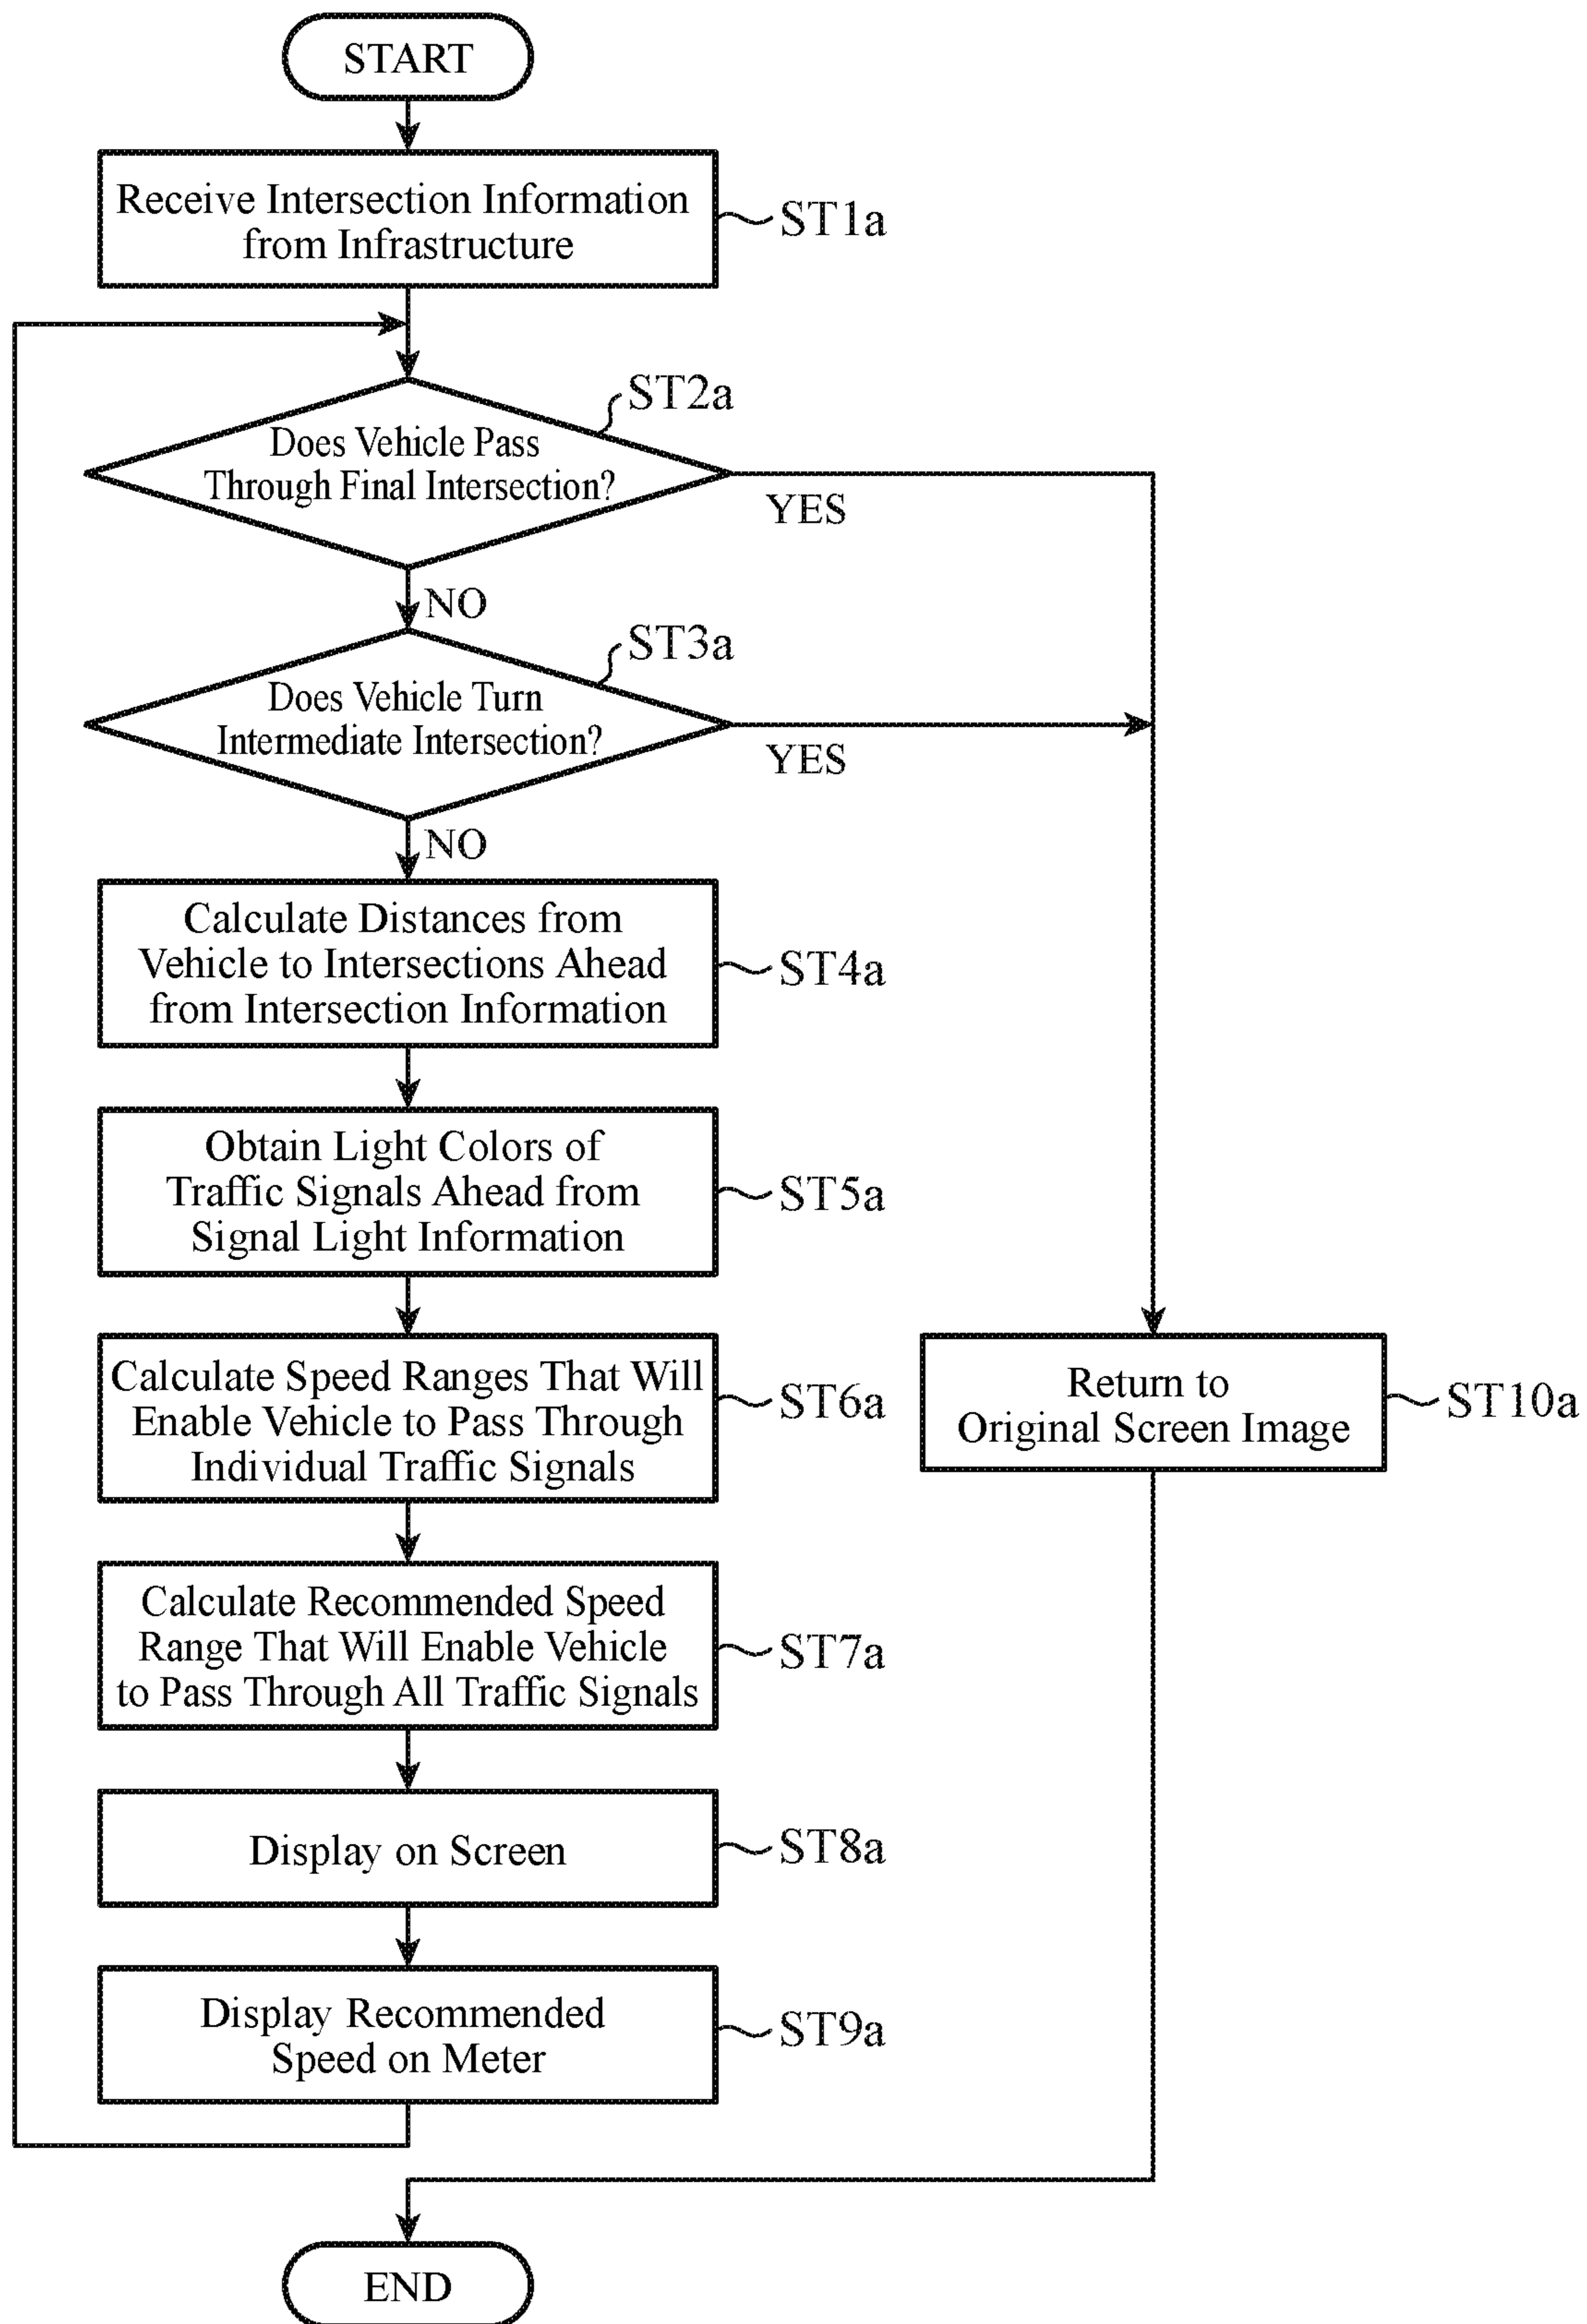 START
Receive Intersection Information
from Infrastructure
ST1a
ST2a
Does Vehicle Pass
Through Final Intersection?
YES
NO
ST3a
Does Vehicle Turn
Intermediate Intersection?
YES
NO
Calculate Distances from
Vehicle to Intersections Ahead
from Intersection Information
ST4a
Obtain Light Colors of
Traffic Signals Ahead from
Signal Light Information
ST5a
Calculate Speed Ranges That Will
Enable Vehicle to Pass Through
Individual Traffic Signals
ST6a
Return to
Original Screen Image
ST10a
Calculate Recommended Speed
Range That Will Enable Vehicle
to Pass Through All Traffic Signals
ST7a
Display on Screen
ST8a
Display Recommended
Speed on Meter
ST9a
END